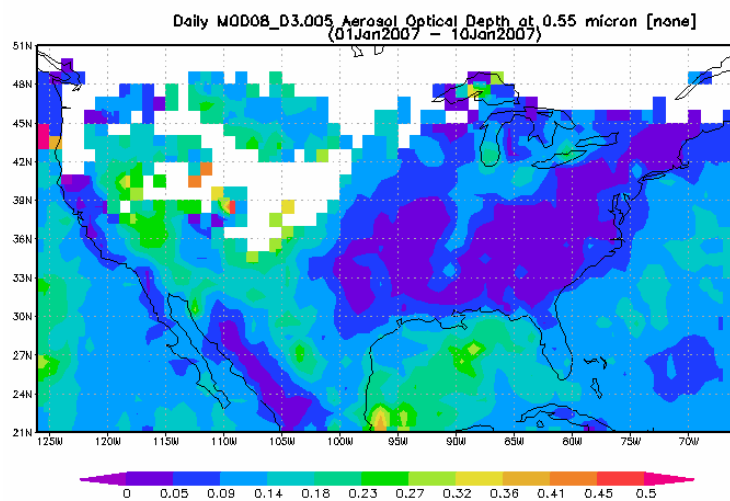 Daily MOD08_D3.005 Aerosol Optical Depth at 0.55 micron [none]
(01Jan2007 – 10Jan2007)
51N
48N
45N
42N
39N
36N
33N
30N
27N
24N
21N
125W 120W 115W 110W 105W 100W 95W 90W 85W 80W 75W 70W
0 0.05 0.09 0.14 0.18 0.23 0.27 0.32 0.36 0.41 0.45 0.5